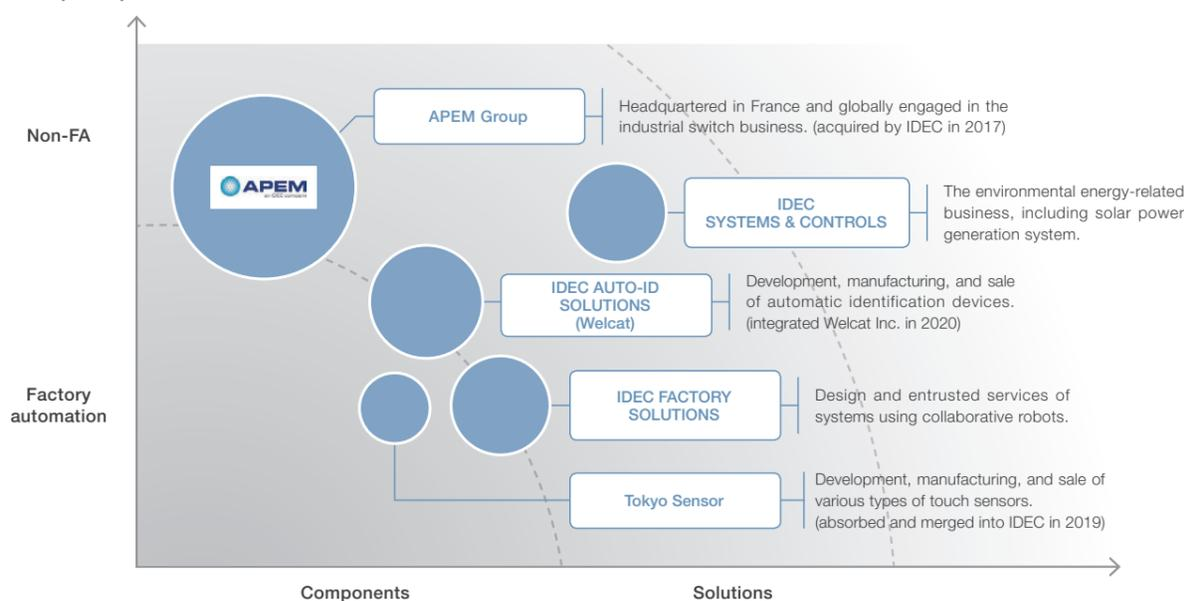 Non-FA
APEM
an IDEC company
APEM Group
Headquartered in France and globally engaged in the
industrial switch business. (acquired by IDEC in 2017)
IDEC
SYSTEMS & CONTROLS
The environmental energy-related
business, including solar power
generation system.
IDEC AUTO-ID
SOLUTIONS
(Welcat)
Development, manufacturing, and sale
of automatic identification devices.
(integrated Welcat Inc. in 2020)
Factory
automation
IDEC FACTORY
SOLUTIONS
Design and entrusted services of
systems using collaborative robots.
Tokyo Sensor
Development, manufacturing, and sale of
various types of touch sensors.
(absorbed and merged into IDEC in 2019)
Components
Solutions